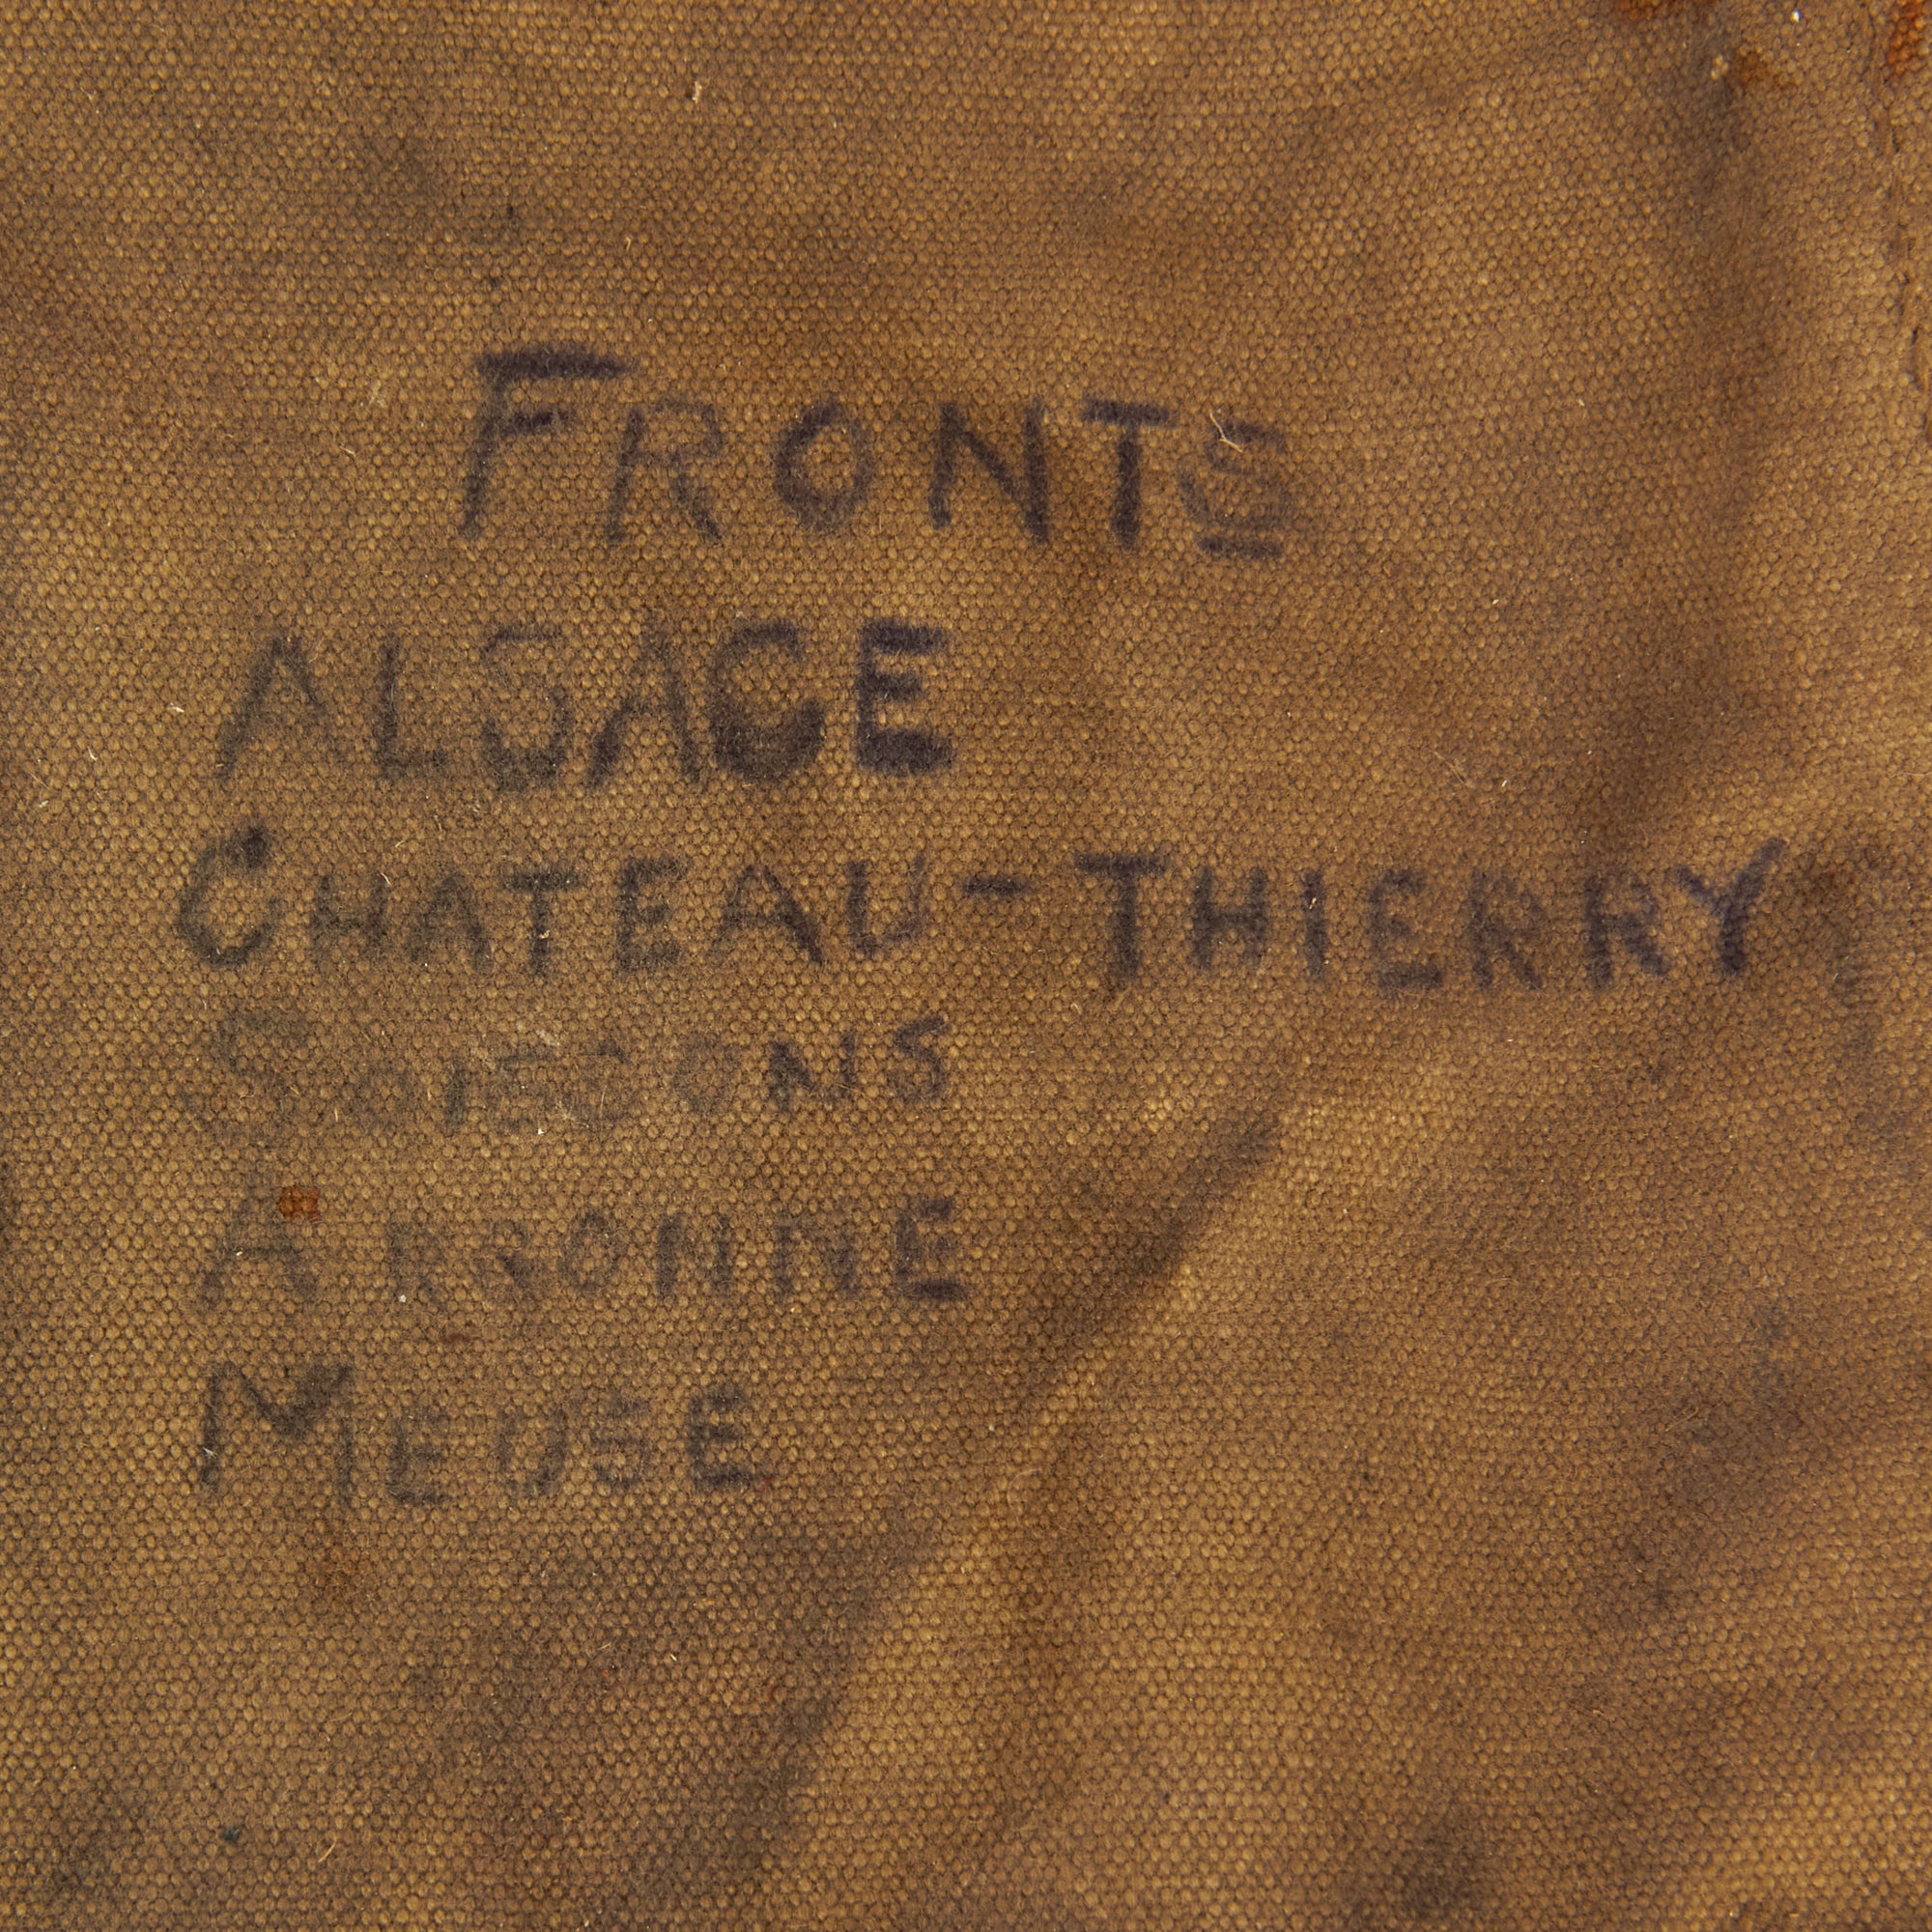 FRONTS
ALSACE
CHATEAU-THIERRY
SOISSONS
ARGONNE
MEUSE